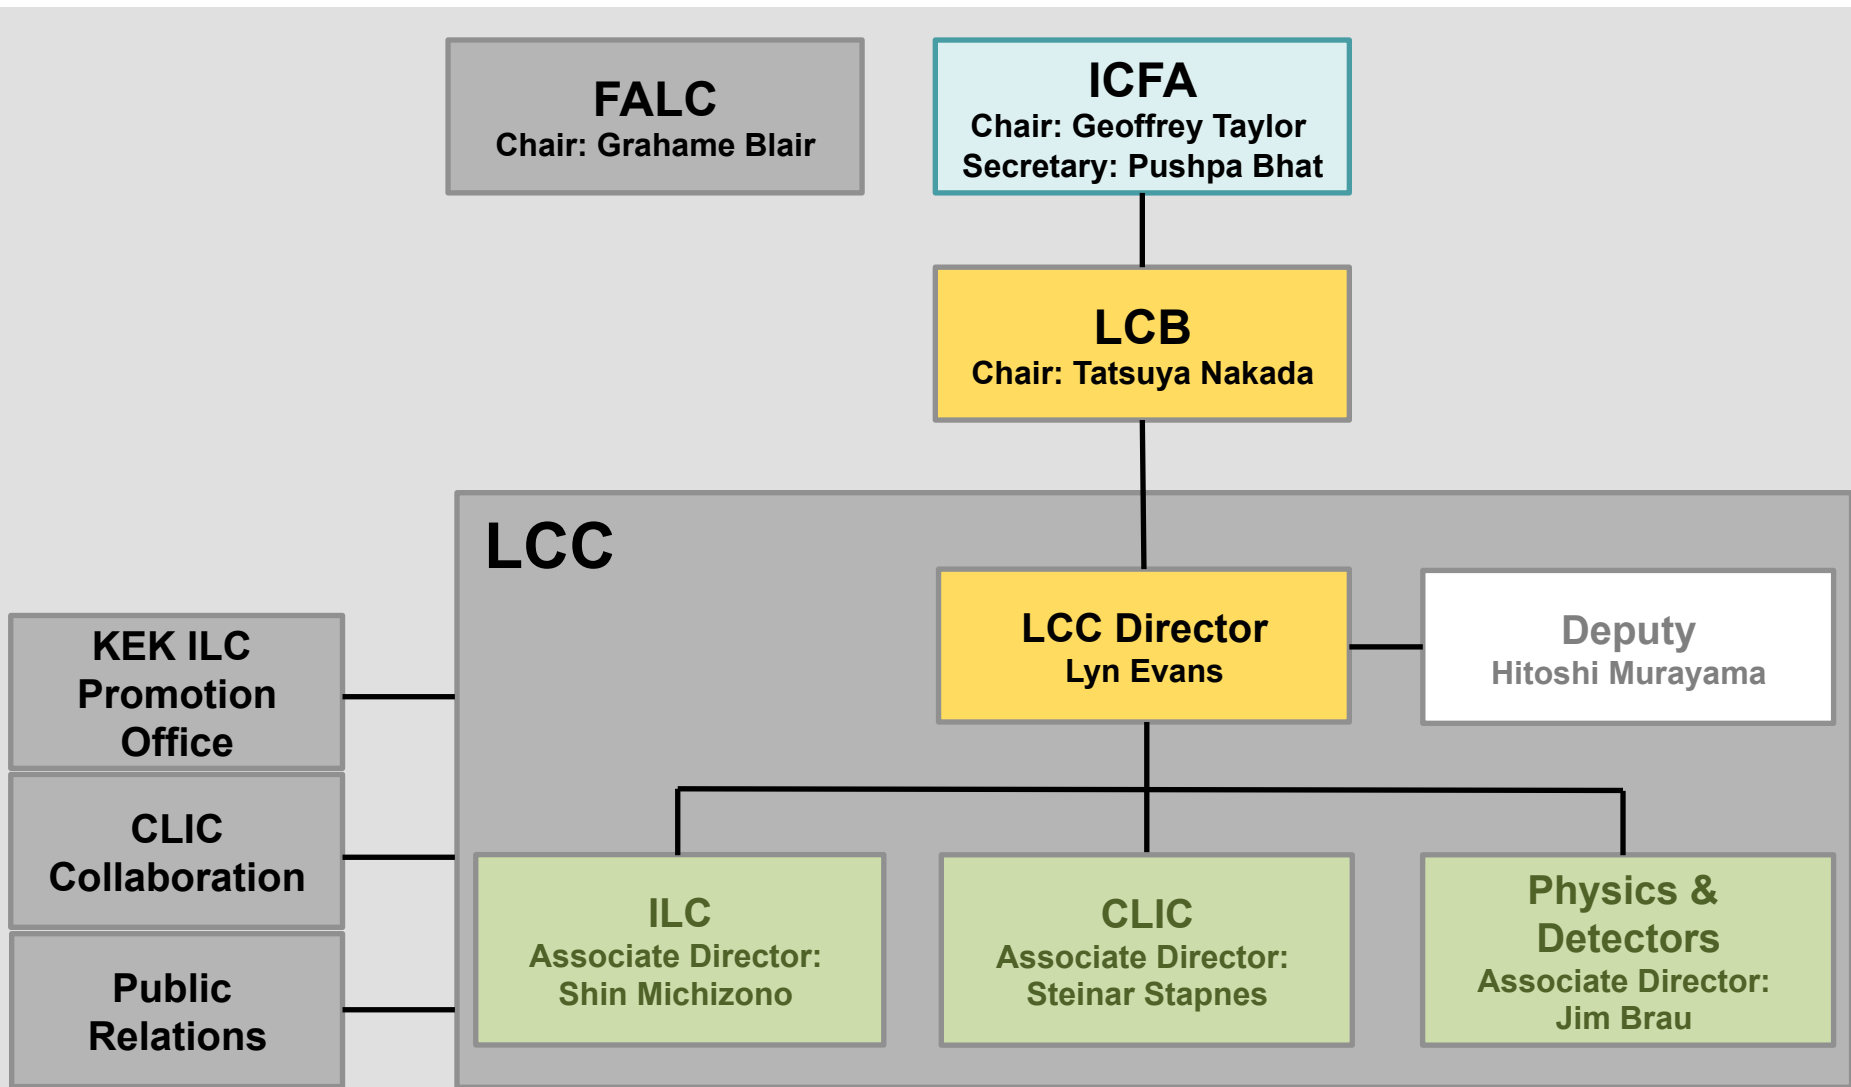 FALC
Chair: Grahame Blair
ICFA
Chair: Geoffrey Taylor
Secretary: Pushpa Bhat
LCB
Chair: Tatsuya Nakada
LCC
LCC Director
Lyn Evans
Deputy
Hitoshi Murayama
KEK ILC
Promotion
Office
CLIC
Collaboration
Public
Relations
ILC
Associate Director:
Shin Michizono
CLIC
Associate Director:
Steinar Stapnes
Physics &
Detectors
Associate Director:
Jim Brau